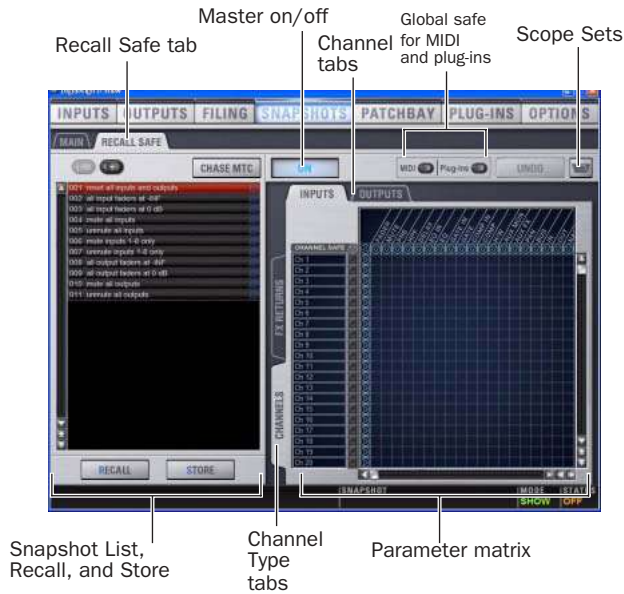 Master on/off
Recall Safe tab
Channel
tabs
Global safe
for MIDI
and plug-ins
Scope Sets
INPUTS OUTPUTS FILING SNAPSHOTS PATCHBAY PLUG-INS OPTIONS
MAIN RECALL SAFE
CHASE MTC
ON
MIDI Plug-ins
UNDO
INPUTS OUTPUTS
001 reset all inputs and outputs
002 all input faders at -INF
003 all input faders at 0 dB
004 mute all inputs
005 unmute all inputs
006 mute inputs 1-8 only
007 unmute inputs 1-8 only
008 all output faders at -INF
009 all output faders at 0 dB
010 mute all outputs
011 unmute all outputs
CHANNEL SAFE
Ch 1
Ch 2
Ch 3
Ch 4
Ch 5
Ch 6
Ch 7
Ch 8
Ch 9
Ch 10
Ch 11
Ch 12
Ch 13
Ch 14
Ch 15
Ch 16
Ch 17
Ch 18
Ch 19
Ch 20
FX RETURNS
CHANNELS
RECALL STORE
SNAPSHOT MODE STATUS
SHOW OFF
Snapshot List,
Recall, and Store
Channel
Type
tabs
Parameter matrix